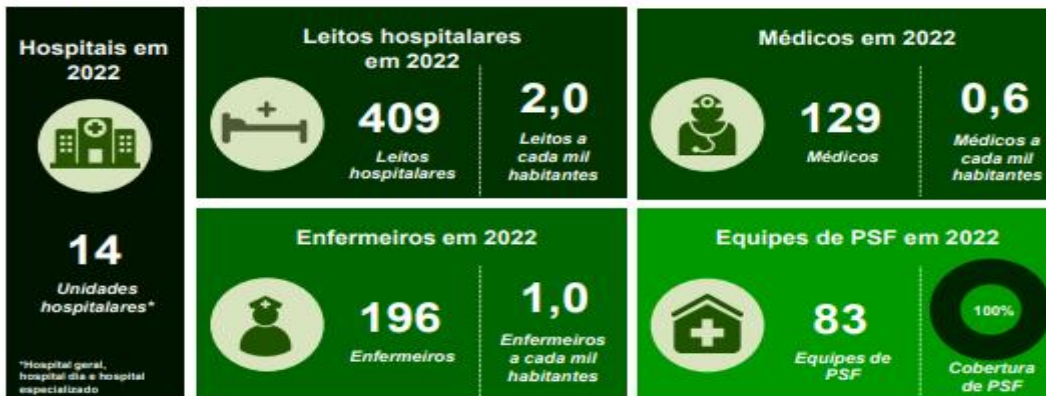 Hospitais em
2022
14
Unidades
hospitalares*
*Hospital geral,
hospital dia e hospital
especializado
Leitos hospitalares
em 2022
409
Leitos
hospitalares
2,0
Leitos a
cada mil
habitantes
Médicos em 2022
129
Médicos
0,6
Médicos a
cada mil
habitantes
Enfermeiros em 2022
196
Enfermeiros
1,0
Enfermeiros
a cada mil
habitantes
Equipes de PSF em 2022
83
Equipes de
PSF
100%
Cobertura
de PSF